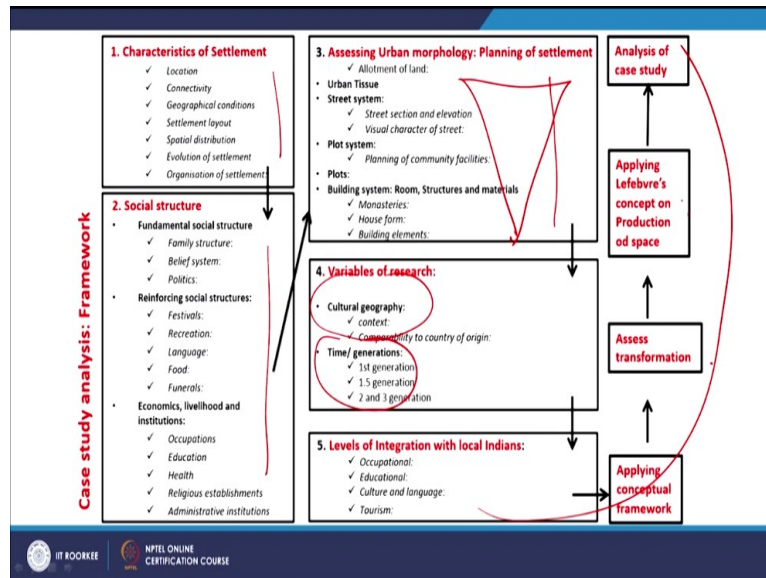 Case study analysis: Framework
1. Characteristics of Settlement
✓ Location
✓ Connectivity
✓ Geographical conditions
✓ Settlement layout
✓ Spatial distribution
✓ Evolution of settlement
✓ Organisation of settlement:
2. Social structure
• Fundamental social structure
✓ Family structure:
✓ Belief system:
✓ Politics:
• Reinforcing social structures:
✓ Festivals:
✓ Recreation:
✓ Language:
✓ Food:
✓ Funerals:
• Economics, livelihood and
institutions:
✓ Occupations
✓ Education
✓ Health
✓ Religious establishments
✓ Administrative institutions
3. Assessing Urban morphology: Planning of settlement
✓ Allotment of land:
• Urban Tissue
• Street system:
✓ Street section and elevation
✓ Visual character of street:
• Plot system:
✓ Planning of community facilities:
• Plots:
• Building system: Room, Structures and materials
✓ Monasteries:
✓ House form:
✓ Building elements:
4. Variables of research:
• Cultural geography:
✓ context:
✓ Comparability to country of origin:
• Time/ generations:
✓ 1st generation
✓ 1.5 generation
✓ 2 and 3 generation
5. Levels of Integration with local Indians:
✓ Occupational:
✓ Educational:
✓ Culture and language:
✓ Tourism:
Analysis of
case study
Applying
Lefebvre's
concept on
Production
od space
Assess
transformation
Applying
conceptual
framework
IIT ROORKEE
NPTEL ONLINE
CERTIFICATION COURSE